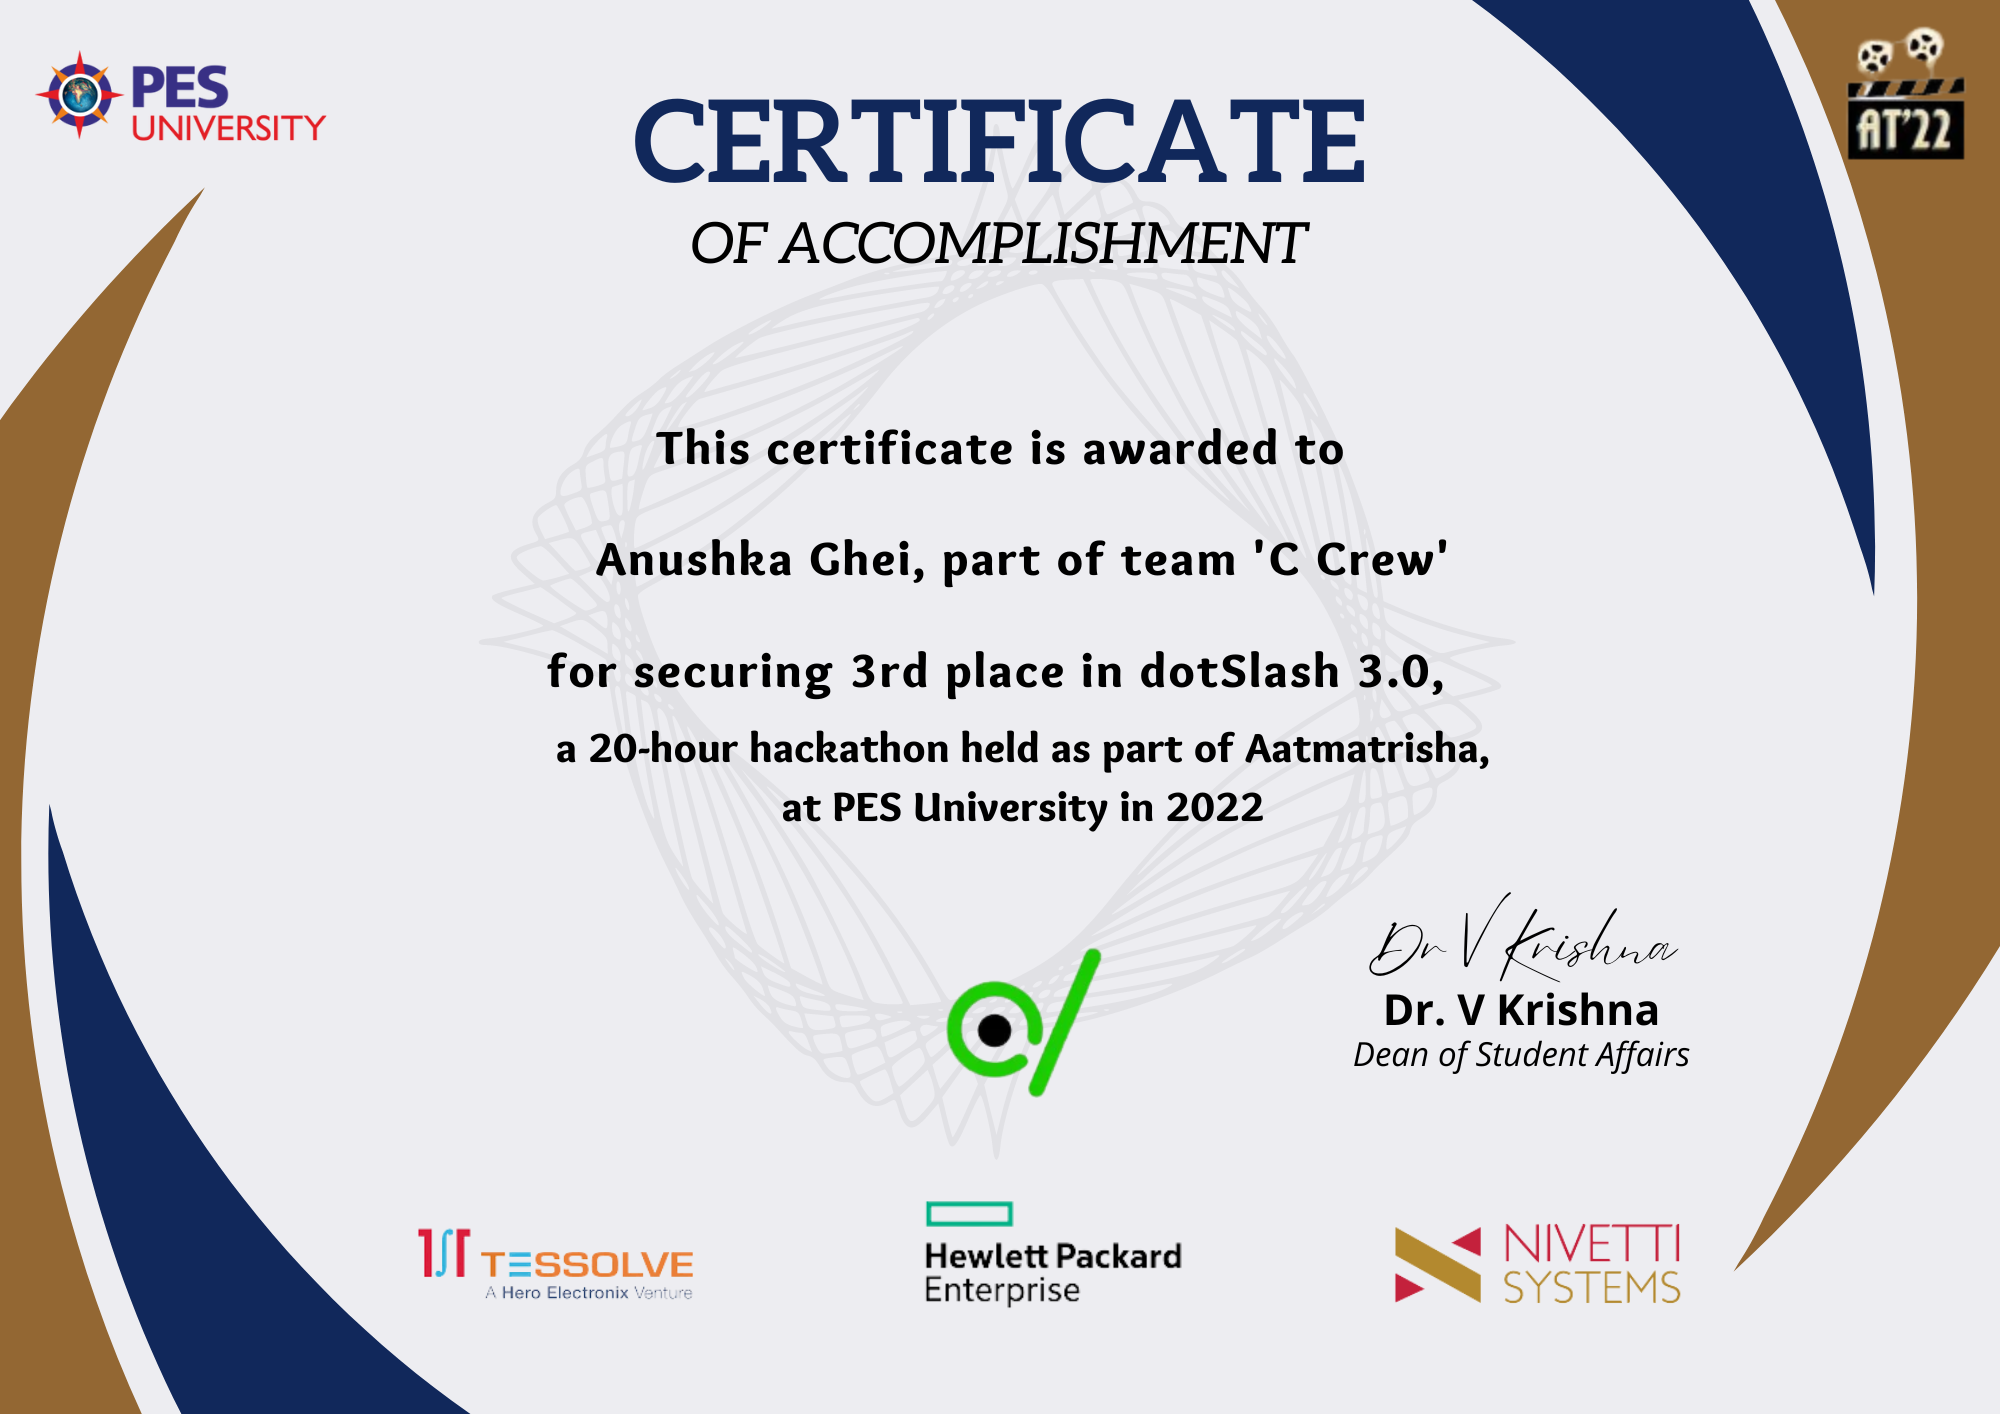 PES
UNIVERSITY
AT'22
CERTIFICATE
OF ACCOMPLISHMENT
This certificate is awarded to
Anushka Ghei, part of team 'C Crew'
for securing 3rd place in dotSlash 3.0,
a 20-hour hackathon held as part of Aatmatrisha,
at PES University in 2022
Dr V Krishna
Dr. V Krishna
Dean of Student Affairs
TESSOLVE
A Hero Electronix Venture
Hewlett Packard
Enterprise
NIVETTI
SYSTEMS